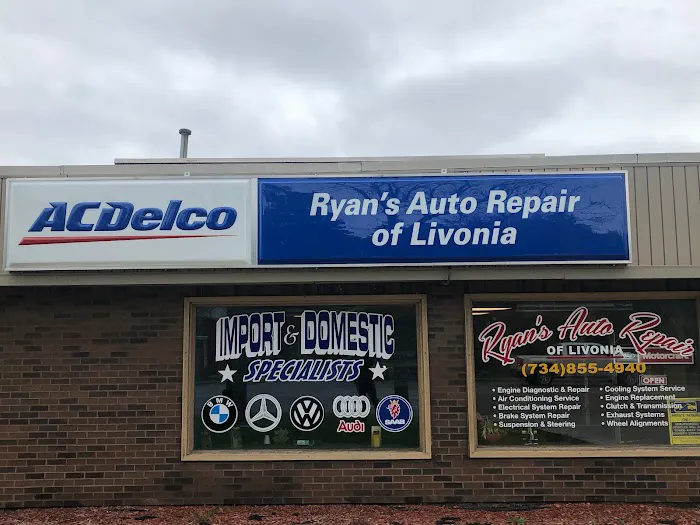 ACDelco
Ryan's Auto Repair
of Livonia
IMPORT & DOMESTIC
SPECIALISTS
BMW
Audi
SAAB
Ryan's Auto Repair
OF LIVONIA
Motorcraft
(734)855-4940
OPEN
• Engine Diagnostic & Repair
• Air Conditioning Service
• Electrical System Repair
• Brake System Repair
• Suspension & Steering
• Cooling System Service
• Engine Replacement
• Clutch & Transmission
• Exhaust Systems
• Wheel Alignments